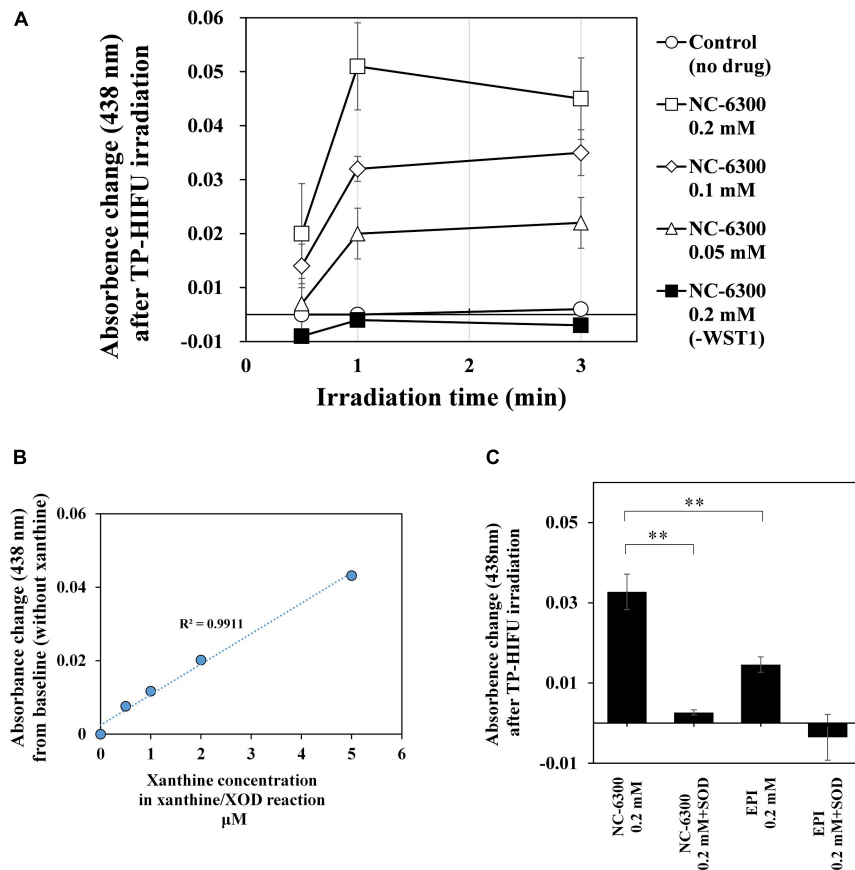 A
Absorbence change (438 nm)
after TP-HIFU irradiation
0.06
0.05
0.04
0.03
0.02
0.01
-0.01
0
1
2
3
Irradiation time (min)
Control
(no drug)
NC-6300
0.2 mM
NC-6300
0.1 mM
NC-6300
0.05 mM
NC-6300
0.2 mM
(-WST1)
B
Absorbance change (438 nm)
from baseline (without xanthine)
0.06
0.04
0.02
0
R² = 0.9911
0
1
2
3
4
5
6
Xanthine concentration
in xanthine/XOD reaction
µM
C
Absorbence change (438nm)
after TP-HIFU irradiation
0.05
0.03
0.01
-0.01
**
**
NC-6300
0.2 mM
NC-6300
0.2 mM+SOD
EPI
0.2 mM
EPI
0.2 mM+SOD